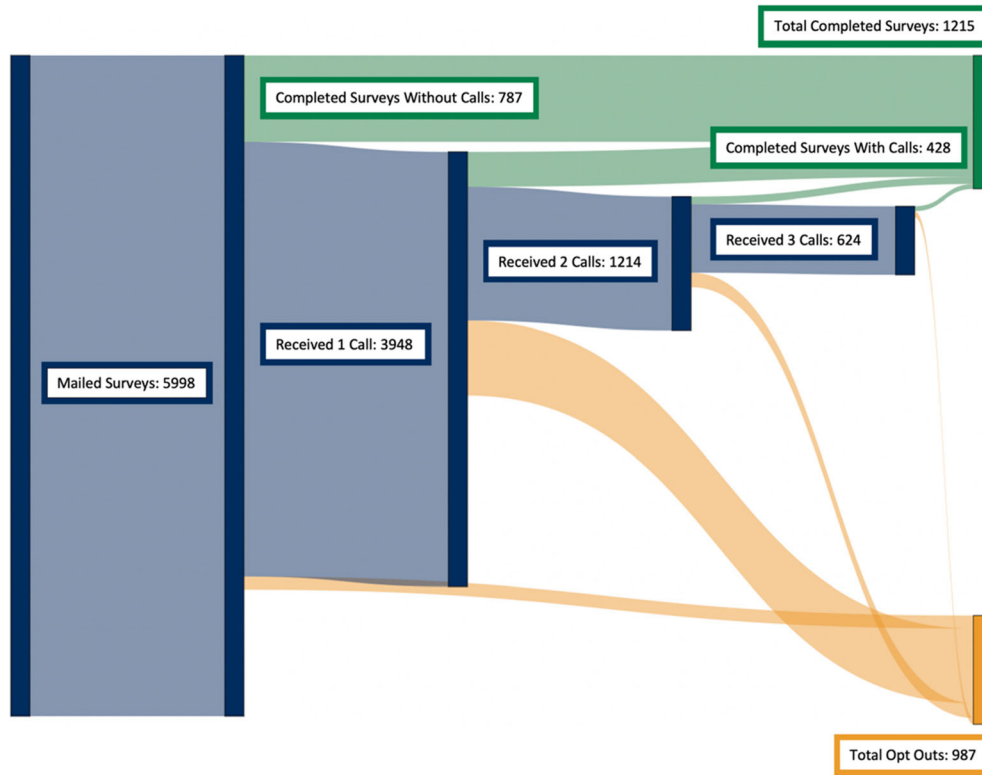 Total Completed Surveys: 1215
Completed Surveys Without Calls: 787
Completed Surveys With Calls: 428
Received 3 Calls: 624
Received 2 Calls: 1214
Received 1 Call: 3948
Mailed Surveys: 5998
Total Opt Outs: 987